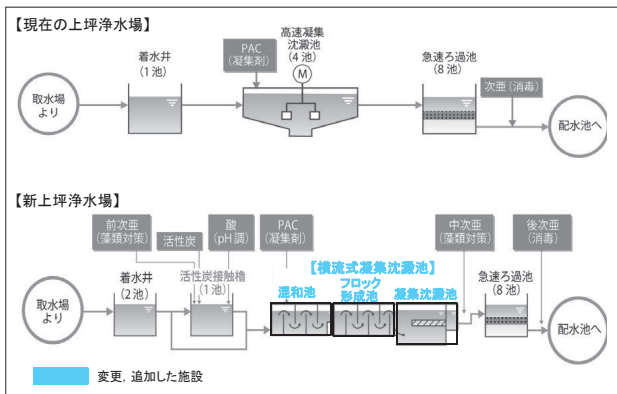 【現在の上坪浄水場】
取水場
より
着水井
(1池)
PAC
(凝集剤)
高速凝集
沈澱池
(4池)
M
急速ろ過池
(8池)
次亜(消毒)
配水池へ
【新上坪浄水場】
前次亜
(藻類対策)
活性炭
酸
(pH調)
PAC
(凝集剤)
中次亜
(藻類対策)
後次亜
(消毒)
取水場
より
着水井
(2池)
活性炭接触槽
(1池)
【横流式凝集沈澱池】
混和池
フロック
形成池
凝集沈澱池
急速ろ過池
(8池)
配水池へ
変更，追加した施設